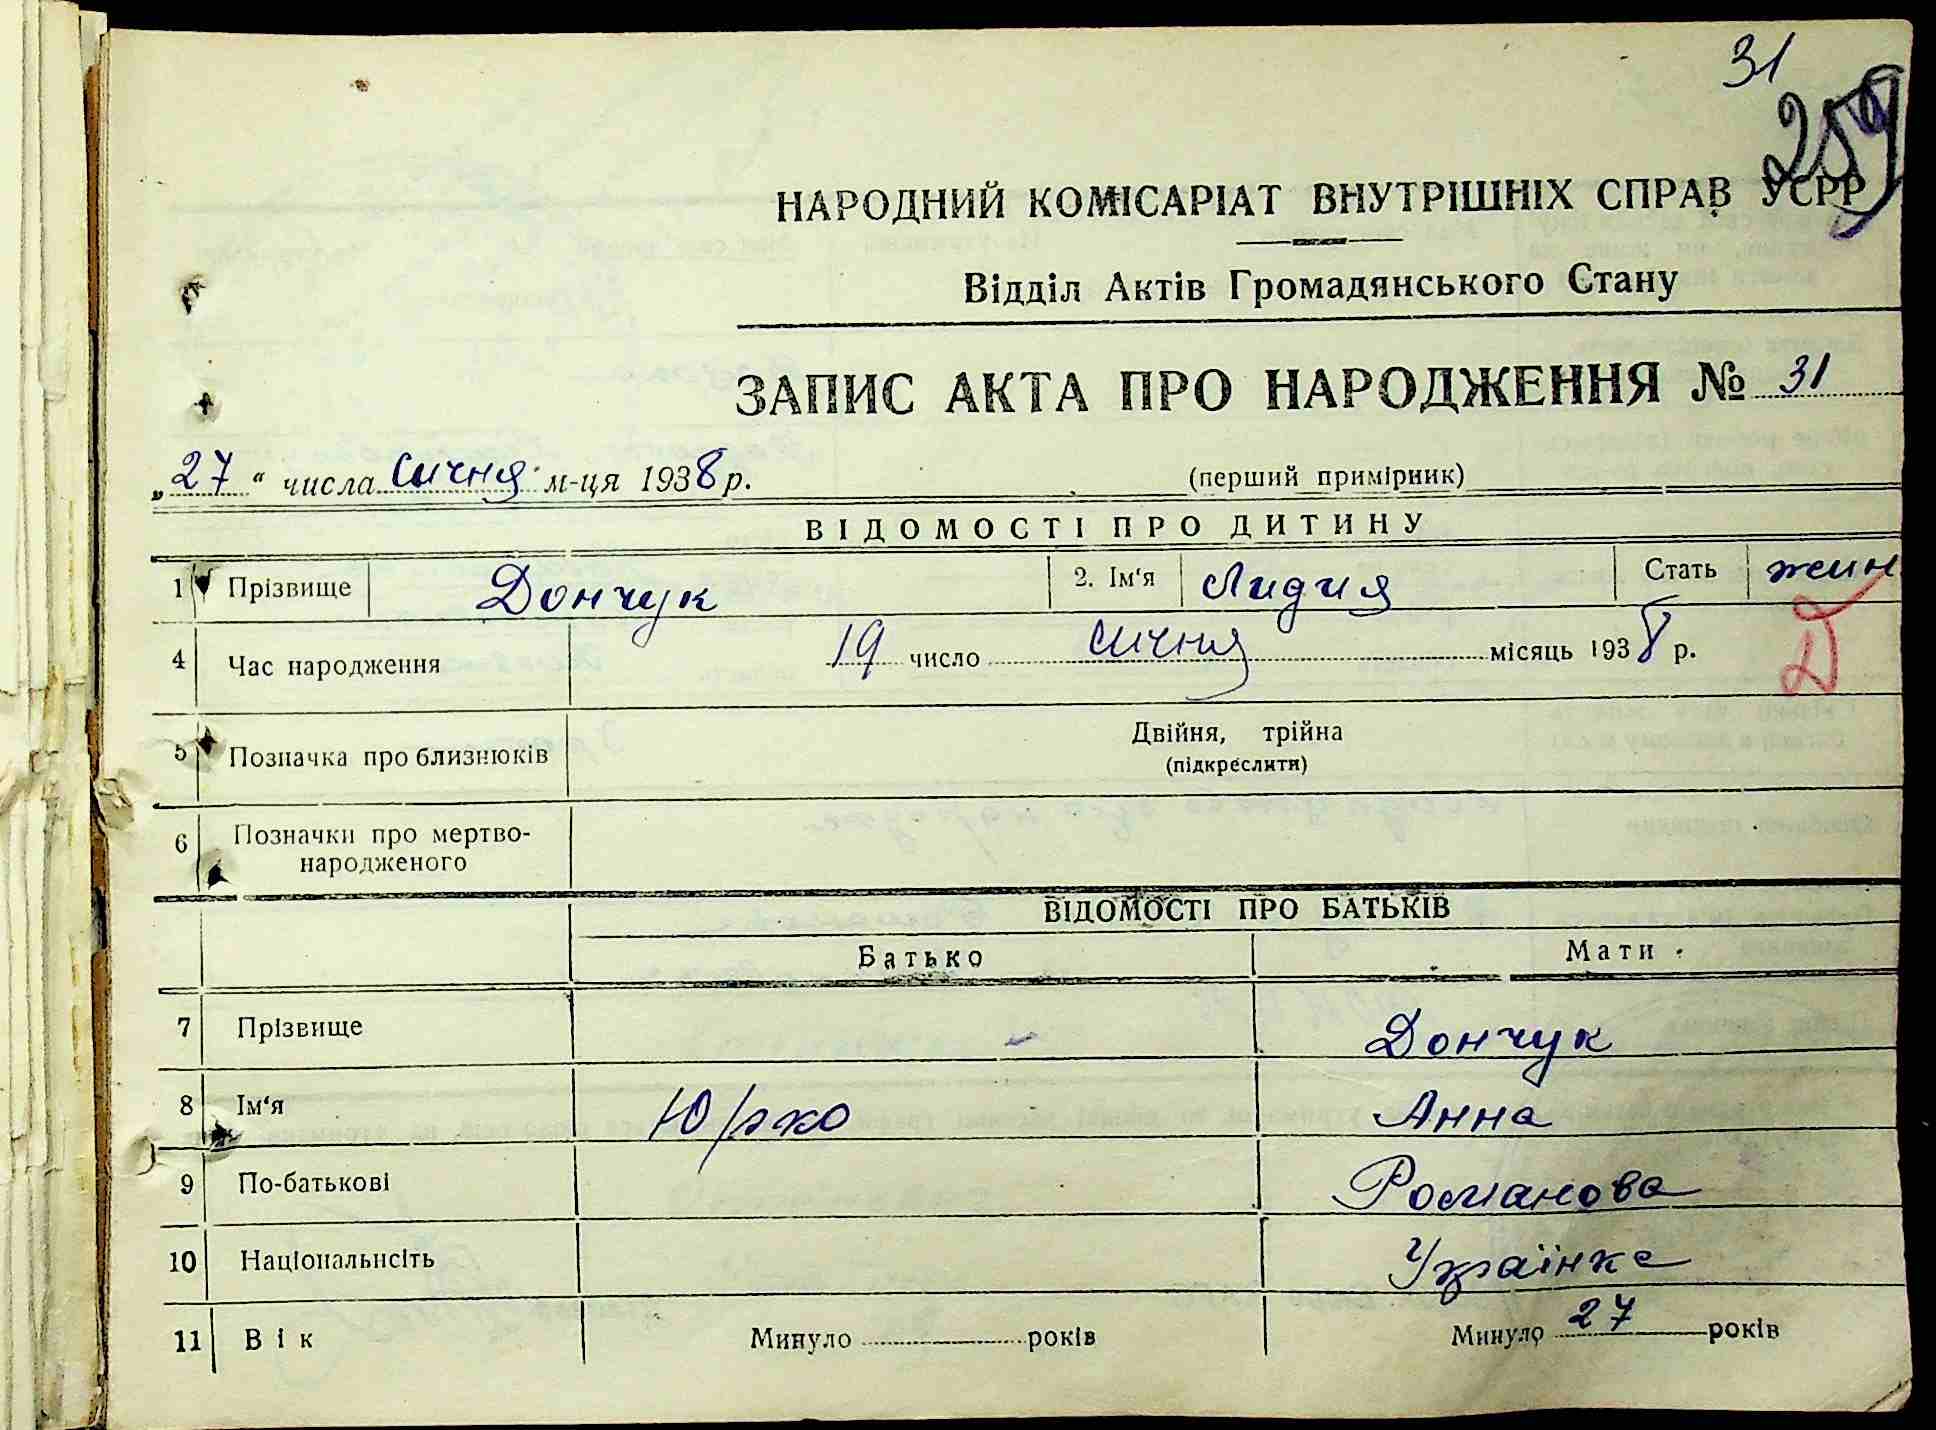 31
259
НАРОДНИЙ КОМІСАРІАТ ВНУТРІШНІХ СПРАВ УСРР
Відділ Актів Громадянського Стану
ЗАПИС АКТА ПРО НАРОДЖЕННЯ № 31
„27“ числа січня м-ця 1938 р. (перший примірник)
ВІДОМОСТІ ПРО ДИТИНУ
1 Прізвище Дончук 2. Ім'я Лидия Стать жин
4 Час народження 19 число січня місяць 1938 р.
Д
5 Позначка про близнюків Двійня, трійна
(підкреслити)
6 Позначки про мертво-
народженого
ВІДОМОСТІ ПРО БАТЬКІВ
Батько Мати
7 Прізвище - Дончук
8 Ім'я Юрко Анна
9 По-батькові Романова
10 Національнсіть Українка
11 Вік Минуло років Минуло 27 років